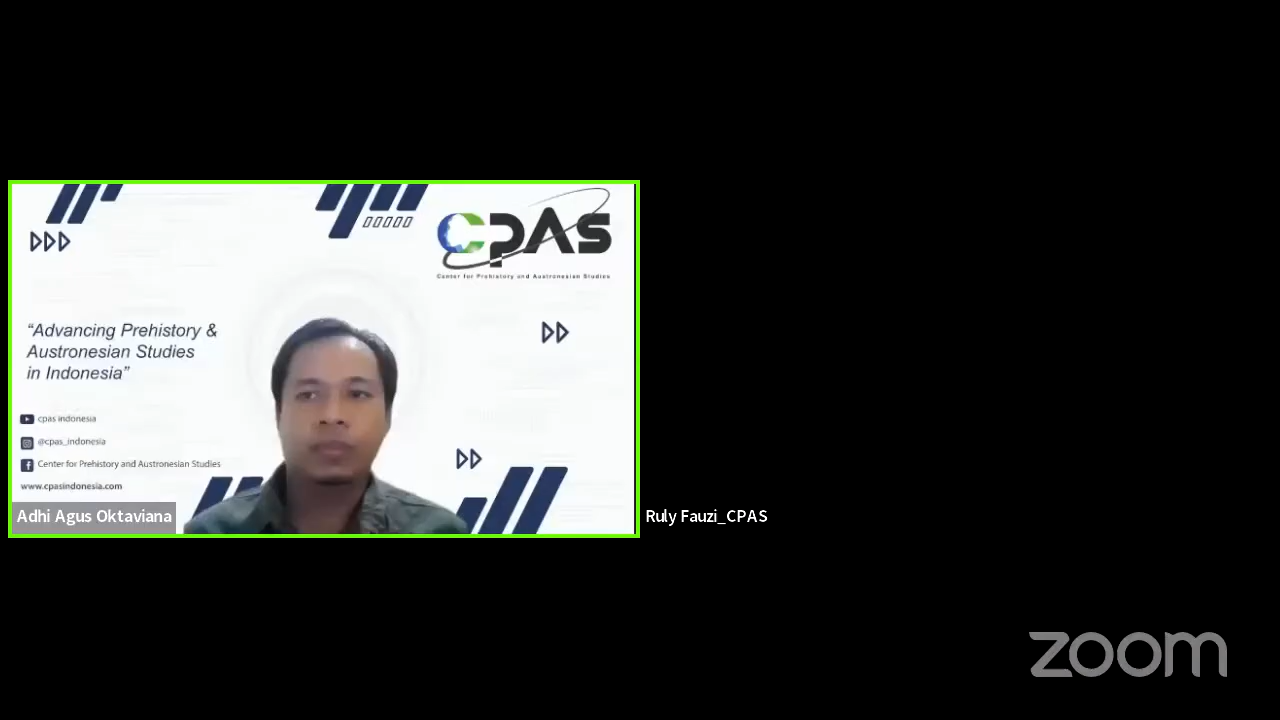 CPAS
Center for Prehistory and Austronesian Studies
“Advancing Prehistory &
Austronesian Studies
in Indonesia”
cpas indonesia
@cpas_indonesia
Center for Prehistory and Austronesian Studies
www.cpasindonesia.com
Adhi Agus Oktaviana
Ruly Fauzi_CPAS
zoom